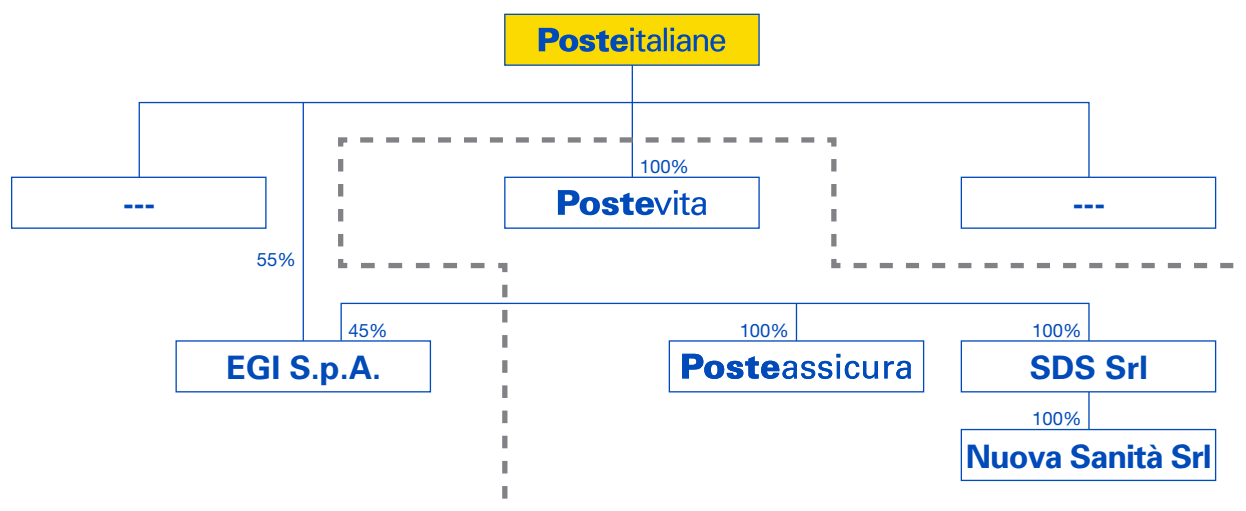 Posteitaliane
100%
---
Postevita
---
55%
45%
100%
100%
EGI S.p.A.
Posteassicura
SDS Srl
100%
Nuova Sanità Srl